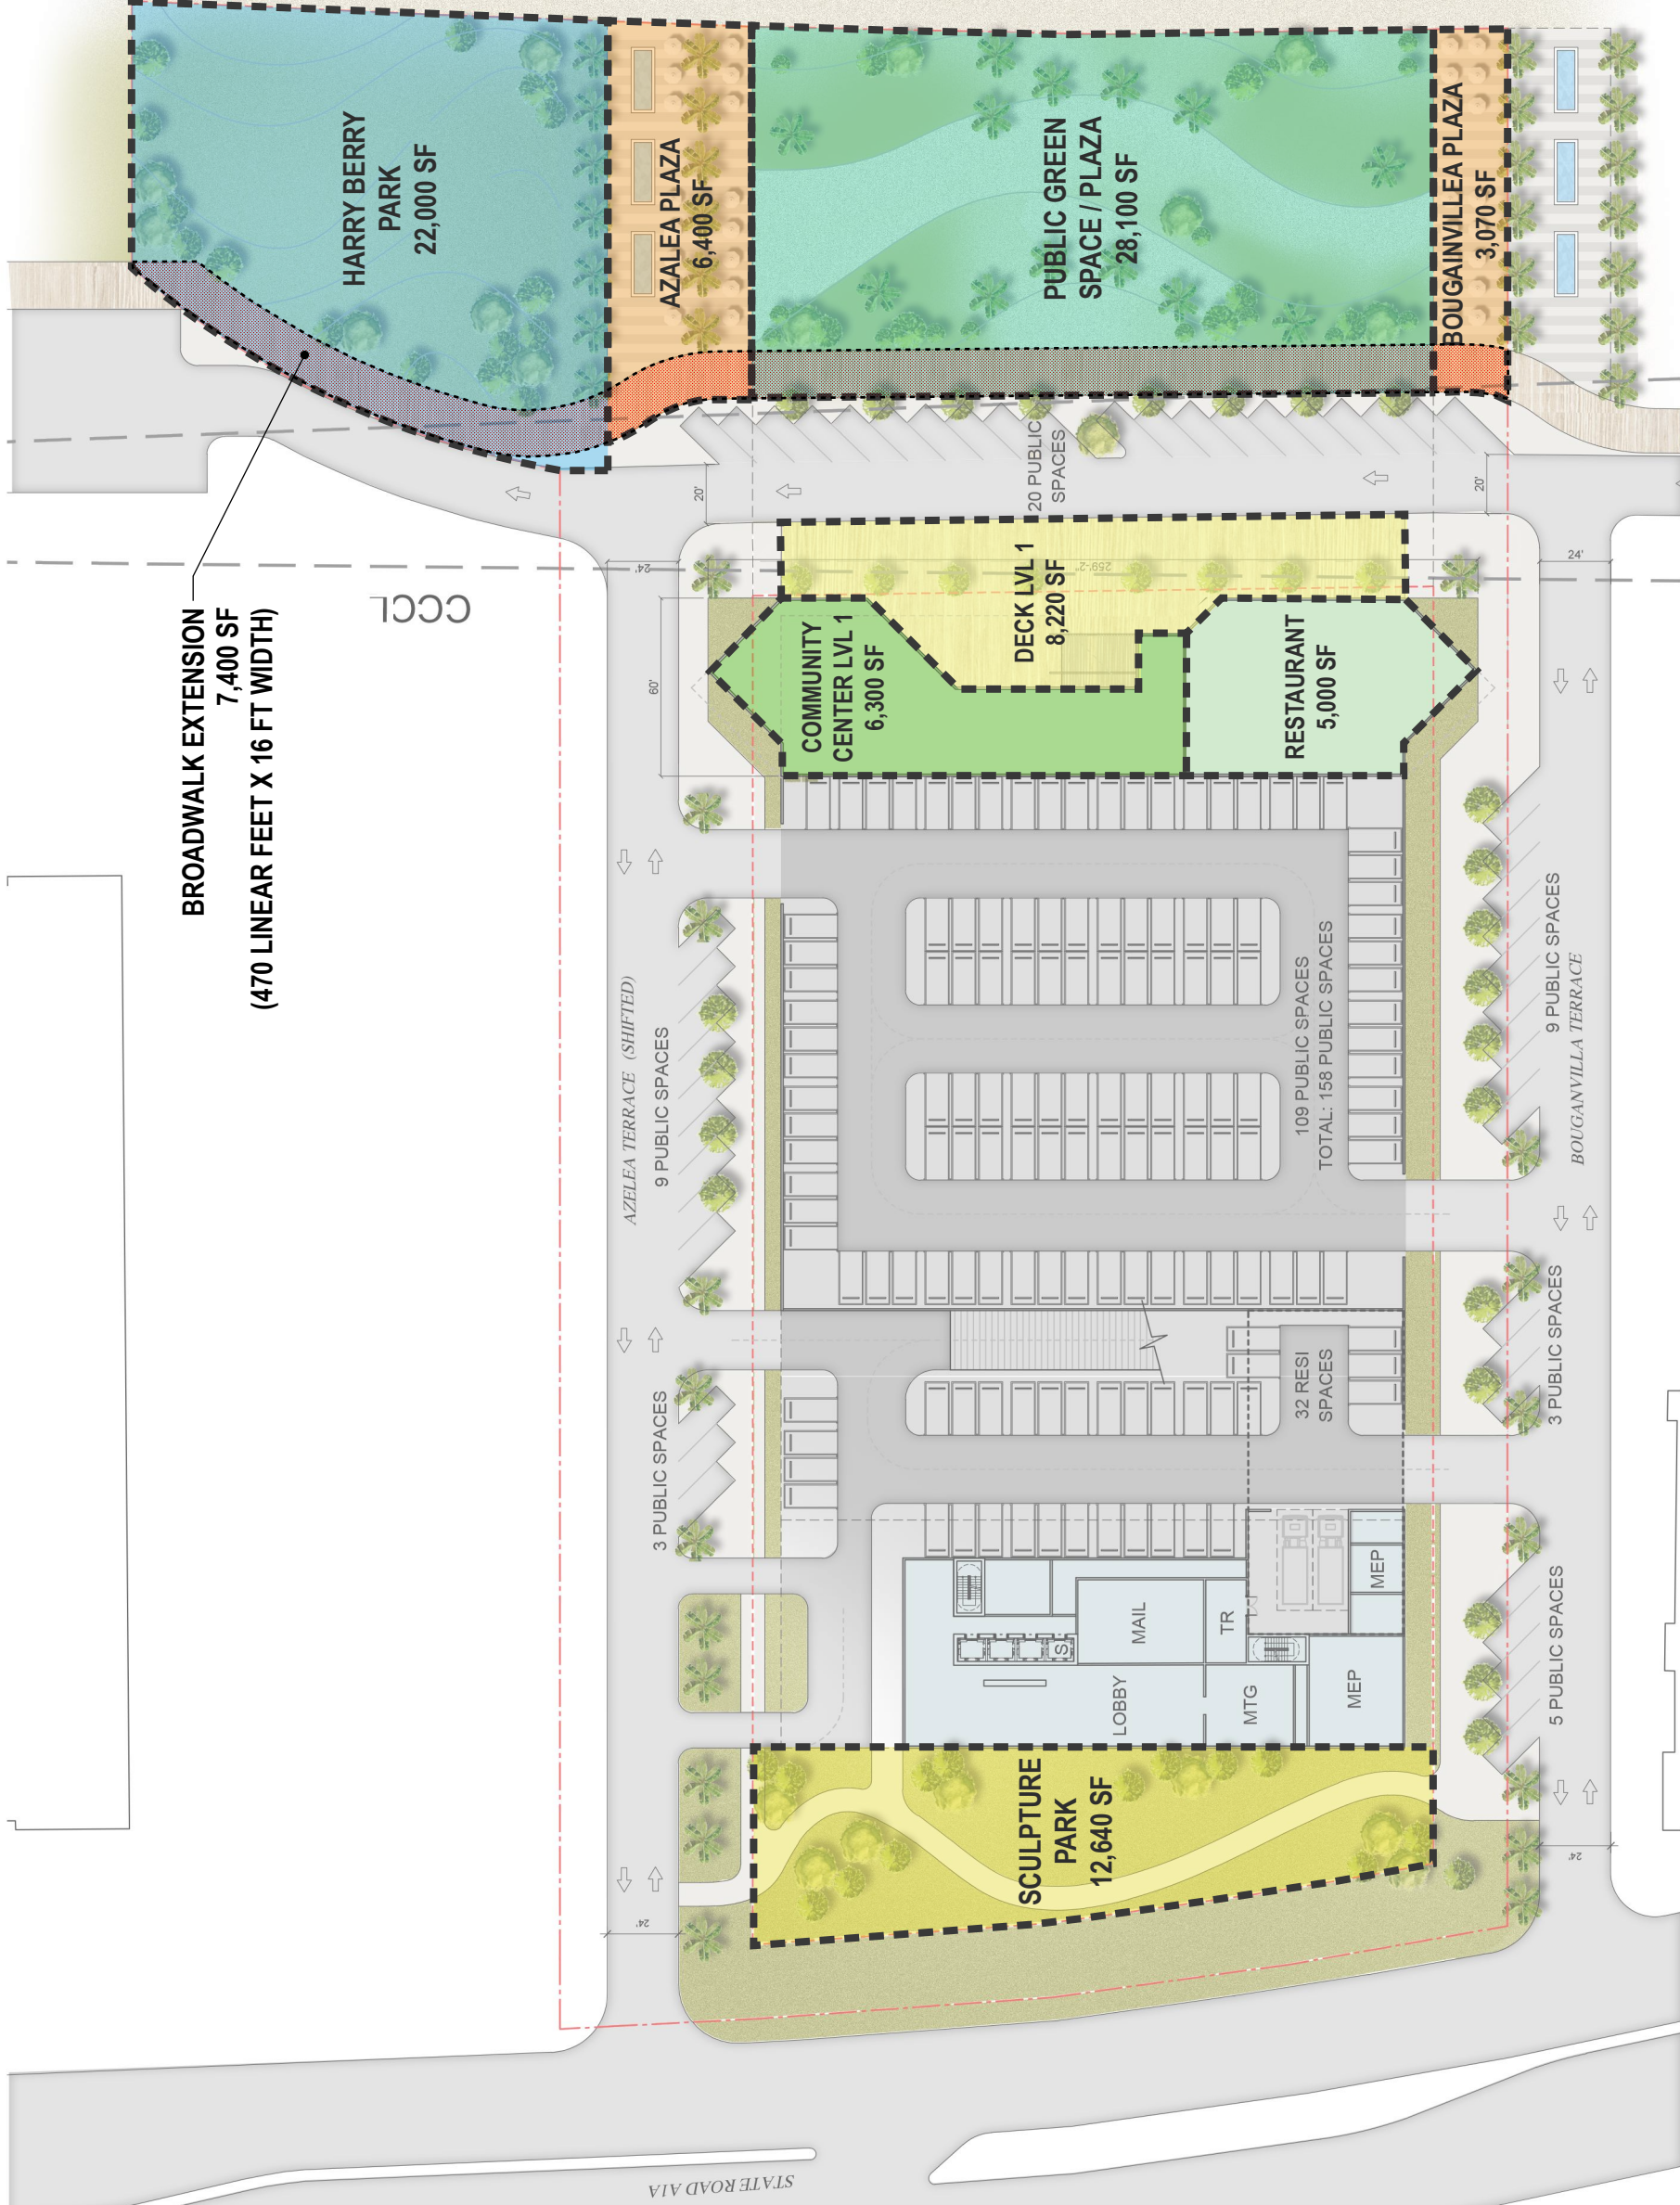 HARRY BERRY
PARK
22,000 SF
AZALEA PLAZA
6,400 SF
PUBLIC GREEN
SPACE / PLAZA
28,100 SF
BOUGAINVILLEA PLAZA
3,070 SF
BROADWALK EXTENSION
7,400 SF
(470 LINEAR FEET X 16 FT WIDTH)
CCCL
20 PUBLIC
SPACES
20'
20'
24'
24'
60'
259'-2"
DECK LVL 1
8,220 SF
COMMUNITY
CENTER LVL 1
6,300 SF
RESTAURANT
5,000 SF
AZELEA TERRACE (SHIFTED)
9 PUBLIC SPACES
109 PUBLIC SPACES
TOTAL: 158 PUBLIC SPACES
9 PUBLIC SPACES
BOUGANVILLA TERRACE
3 PUBLIC SPACES
32 RESI
SPACES
3 PUBLIC SPACES
MAIL
TR
MEP
S
LOBBY
MTG
MEP
5 PUBLIC SPACES
SCULPTURE
PARK
12,640 SF
24'
24'
STATE ROAD A1A